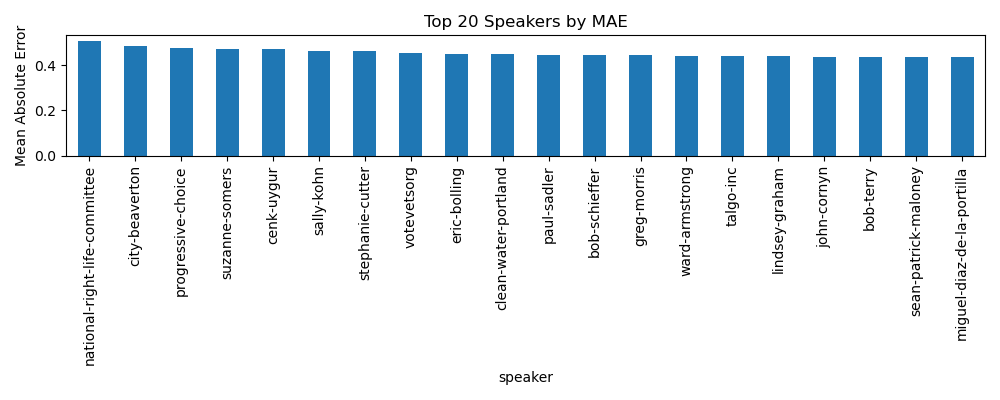 Top 20 Speakers by MAE
Mean Absolute Error
0.4
0.2
0.0
national-right-life-committee
city-beaverton
progressive-choice
suzanne-somers
cenk-uygur
sally-kohn
stephanie-cutter
votevetsorg
eric-bolling
clean-water-portland
paul-sadler
bob-schieffer
greg-morris
ward-armstrong
talgo-inc
lindsey-graham
john-cornyn
bob-terry
sean-patrick-maloney
miguel-diaz-de-la-portilla
speaker